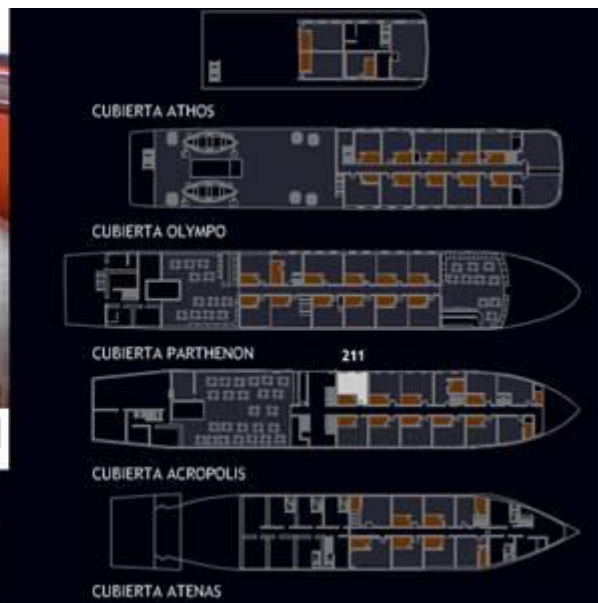 CUBIERTA ATHOS
CUBIERTA OLYMPO
CUBIERTA PARTHENON
211
CUBIERTA ACROPOLIS
CUBIERTA ATENAS